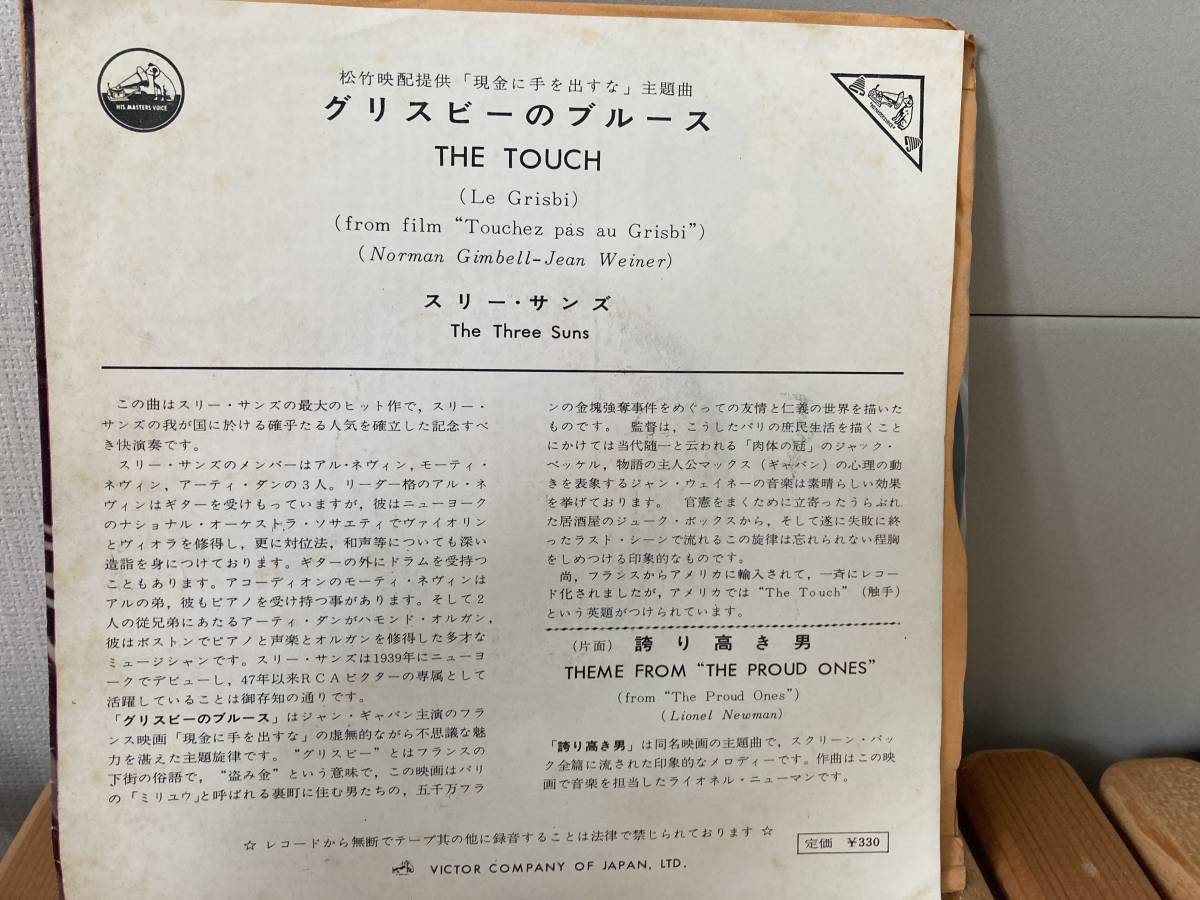 HIS MASTERS VOICE
松竹映配提供「現金に手を出すな」主題曲
グリスビーのブルース
THE TOUCH
(Le Grisbi)
(from film “Touchez pas au Grisbi”)
(Norman Gimbell-Jean Weiner)
スリー・サンズ
The Three Suns
この曲はスリー・サンズの最大のヒット作で，スリー・
サンズの我が国に於ける確乎たる人気を確立した記念すべ
き快演奏です。
スリー・サンズのメンバーはアル・ネヴィン，モーティ・
ネヴィン，アーティ・ダンの３人。リーダー格のアル・ネ
ヴィンはギターを受けもっていますが，彼はニューヨーク
のナショナル・オーケストラ・ソサエティでヴァイオリン
とヴィオラを修得し，更に対位法，和声等についても深い
造詣を身につけております。ギターの外にドラムを受持つ
こともあります。アコーディオンのモーティ・ネヴィンは
アルの弟，彼もピアノを受け持つ事があります。そして２
人の従兄弟にあたるアーティ・ダンがハモンド・オルガン，
彼はボストンでピアノと声楽とオルガンを修得した多才な
ミュージシャンです。スリー・サンズは1939年にニューヨ
ークでデビューし，47年以来ＲＣＡビクターの専属として
活躍していることは御存知の通りです。
「グリスビーのブルース」はジャン・ギャバン主演のフラ
ンス映画「現金に手を出すな」の虚無的ながら不思議な魅
力を湛えた主題旋律です。“グリスビー”とはフランスの
下街の俗語で，“盗み金”という意味で，この映画はパリ
の「ミリユウ」と呼ばれる裏町に住む男たちの，五千万フラ
ンの金塊強奪事件をめぐっての友情と仁義の世界を描いた
ものです。 監督は，こうしたパリの庶民生活を描くこと
にかけては当代随一と云われる「肉体の冠」のジャック・
ベッケル，物語の主人公マックス（ギャバン）の心理の動
きを表象するジャン・ウェイネーの音楽は素晴らしい効果
を挙げております。 官憲をまくために立寄ったうらぶれ
た居酒屋のジューク・ボックスから，そして遂に失敗に終
ったラスト・シーンで流れるこの旋律は忘れられない程胸
をしめつける印象的なものです。
尚，フランスからアメリカに輸入されて，一斉にレコー
ド化されましたが，アメリカでは“The Touch”（触手）
という英題がつけられています。
（片面） 誇り高き男
THEME FROM “THE PROUD ONES”
(from “The Proud Ones”)
(Lionel Newman)
「誇り高き男」は同名映画の主題曲で，スクリーン・バッ
ク全篇に流された印象的なメロディーです。作曲はこの映
画で音楽を担当したライオネル・ニューマンです。
☆ レコードから無断でテープ其の他に録音することは法律で禁じられております ☆
定価 ¥330
VICTOR COMPANY OF JAPAN, LTD.